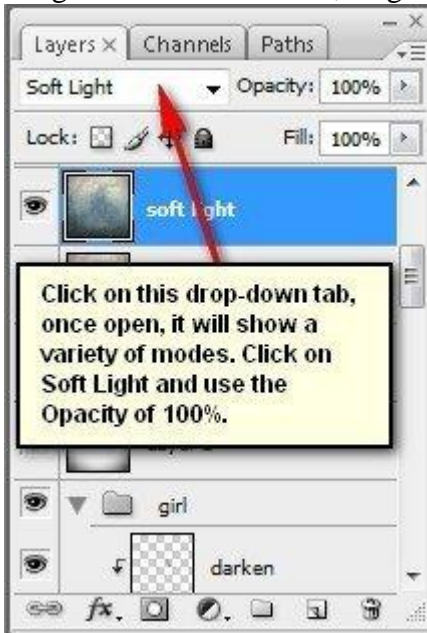 Layers × Channels Paths
Soft Light Opacity: 100%
Lock: Fill: 100%
soft light
Click on this drop-down tab,
once open, it will show a
variety of modes. Click on
Soft Light and use the
Opacity of 100%.
girl
darken